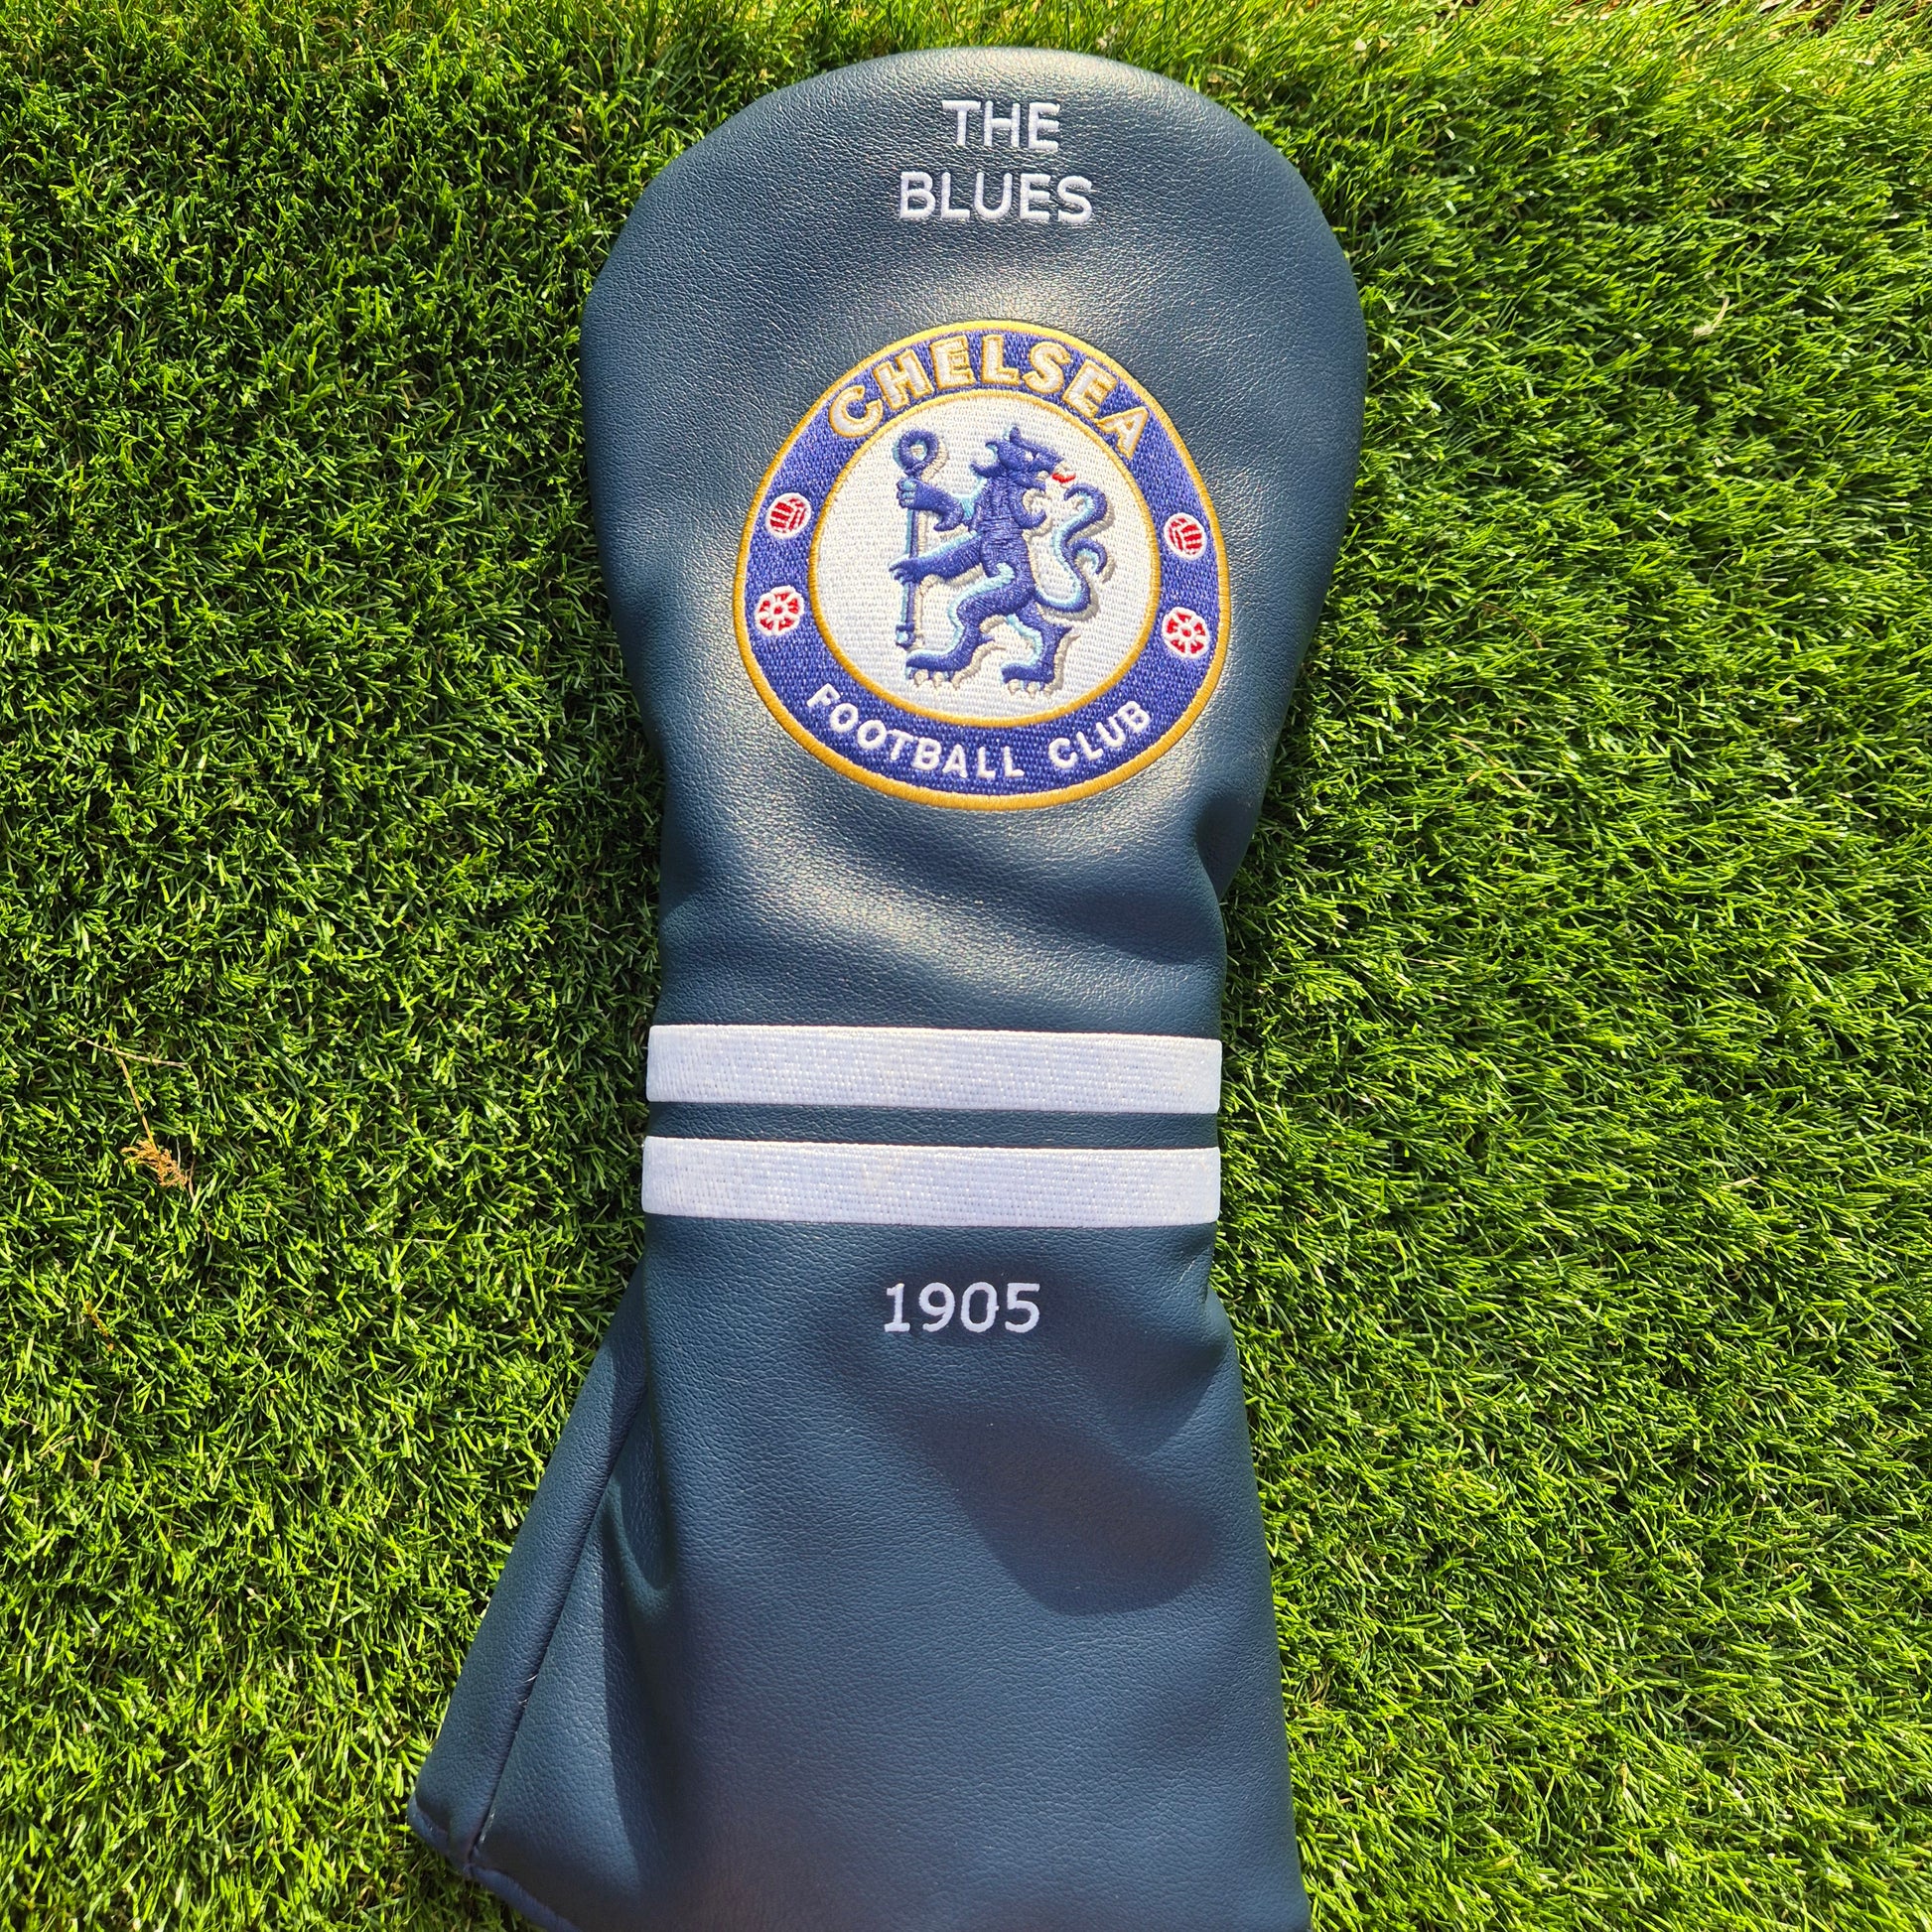 THE
BLUES
CHELSEA
FOOTBALL CLUB
1905